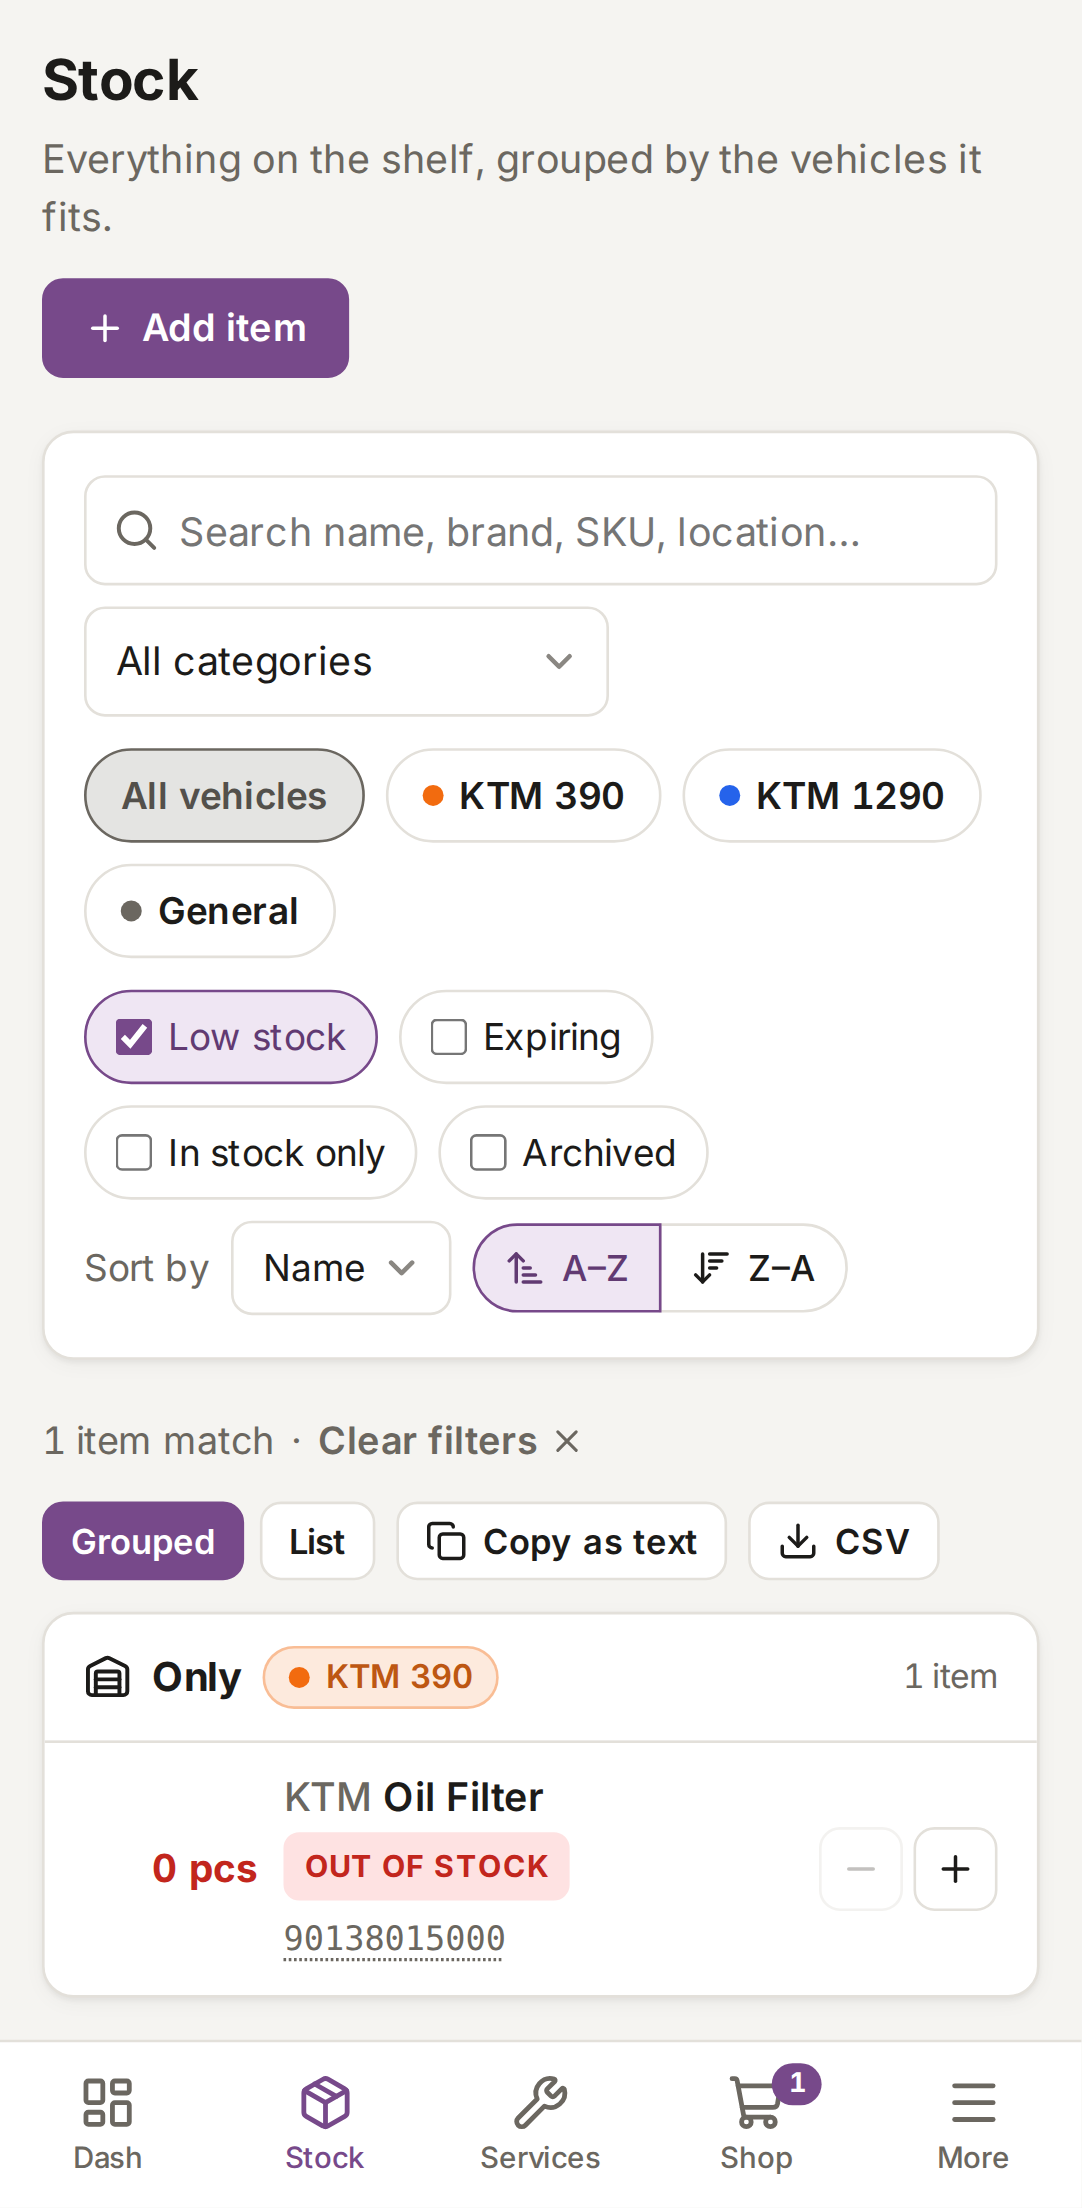 Stock
Everything on the shelf, grouped by the vehicles it
fits.
+ Add item
Search name, brand, SKU, location...
All categories
All vehicles KTM 390 KTM 1290
General
Low stock Expiring
In stock only Archived
Sort by Name A–Z Z–A
1 item match · Clear filters ×
Grouped List Copy as text CSV
Only KTM 390 1 item
KTM Oil Filter
0 pcs OUT OF STOCK − +
90138015000
1
Dash Stock Services Shop More